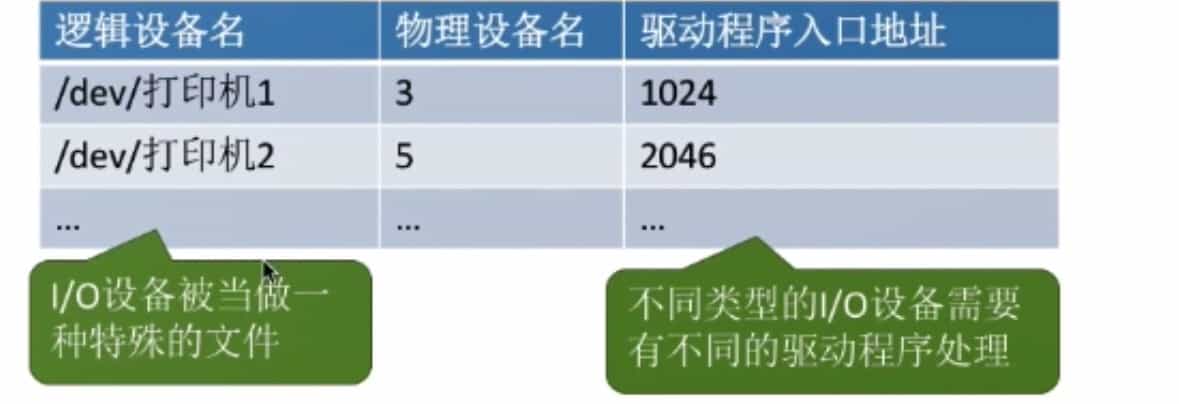 逻辑设备名 物理设备名 驱动程序入口地址
/dev/打印机1 3 1024
/dev/打印机2 5 2046
... ... ...
I/O设备被当做一
种特殊的文件
不同类型的I/O设备需要
有不同的驱动程序处理